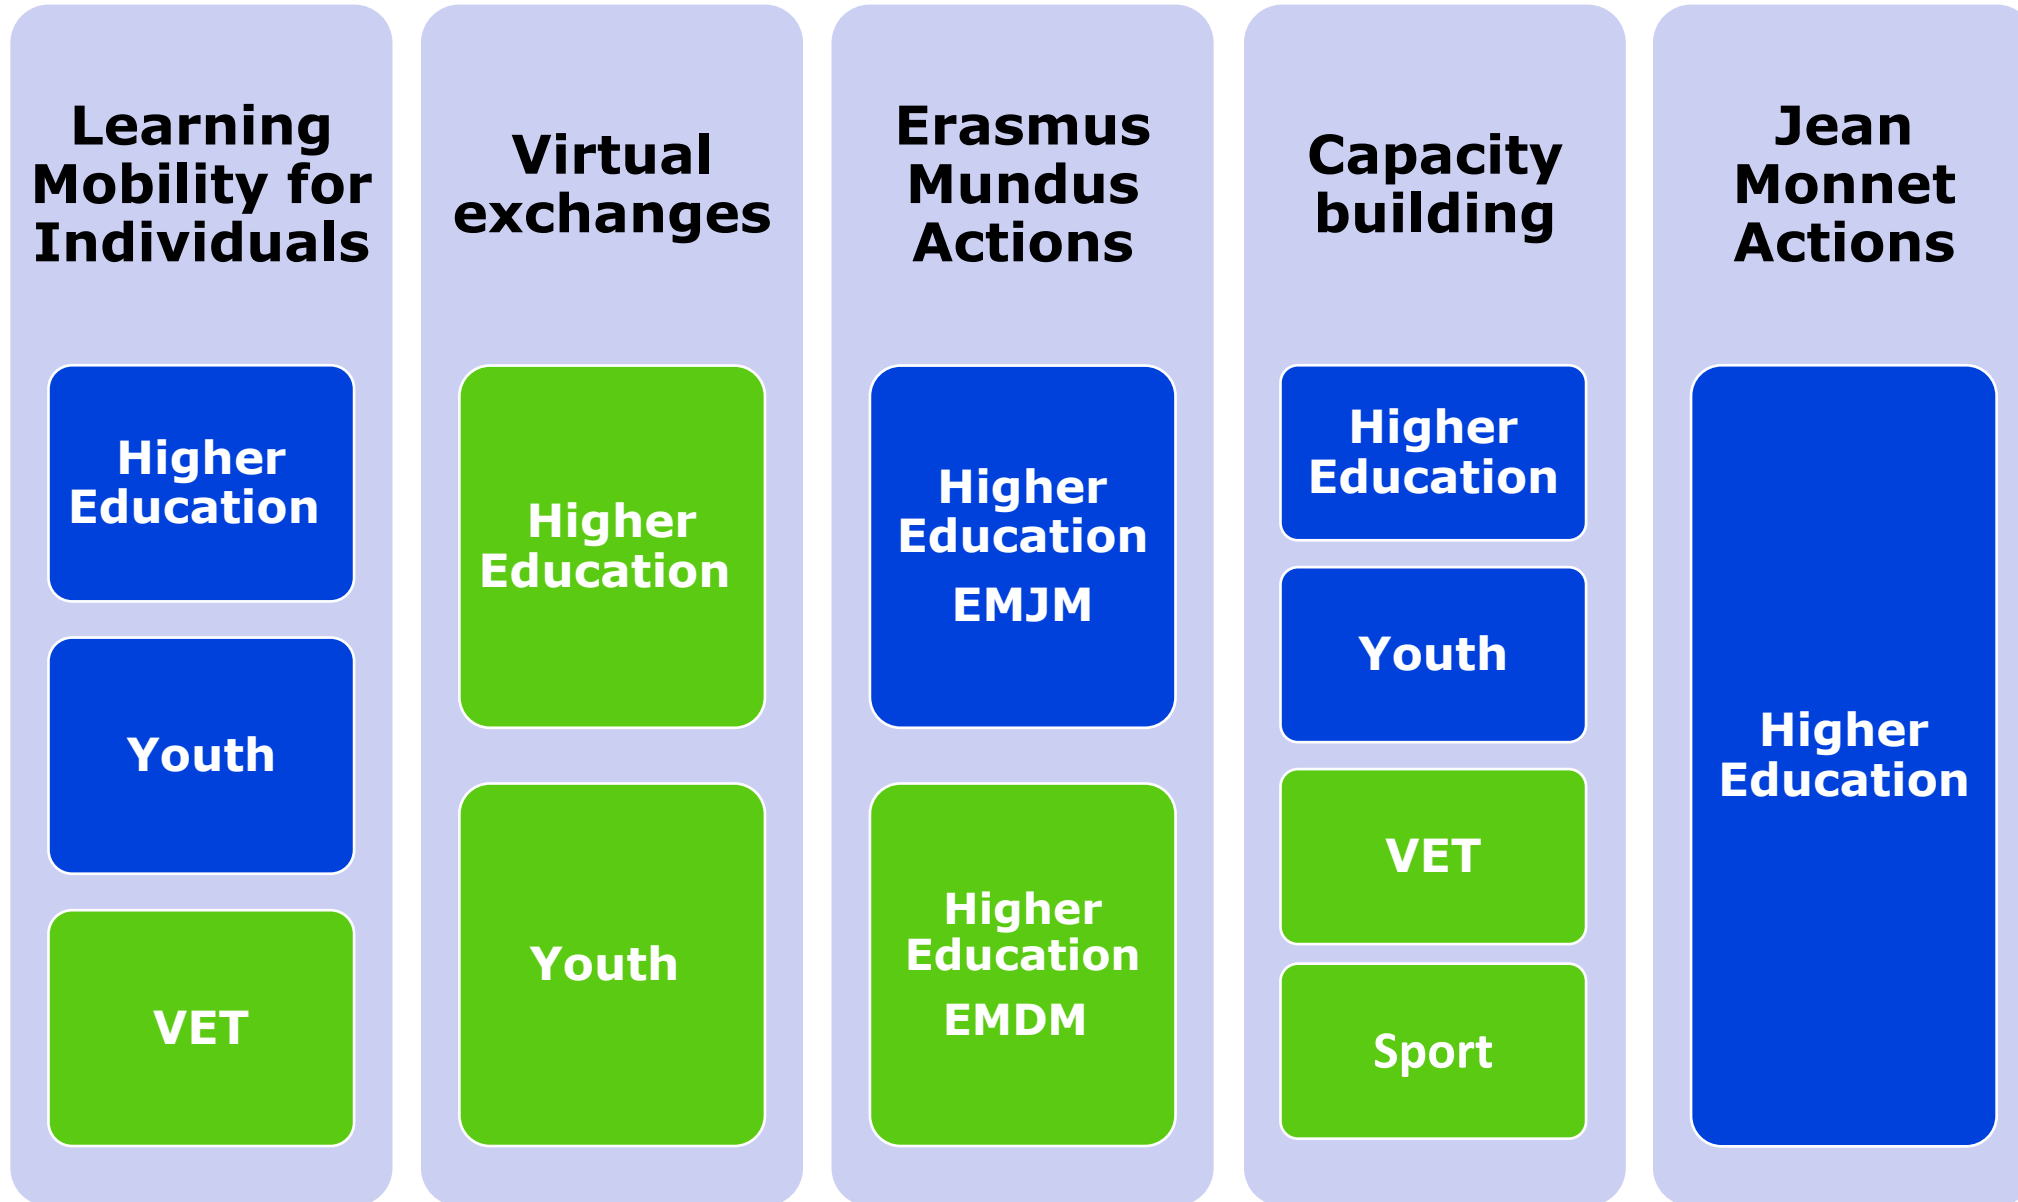 Learning
Mobility for
Individuals
Higher
Education
Youth
VET
Virtual
exchanges
Higher
Education
Youth
Erasmus
Mundus
Actions
Higher
Education
EMJM
Higher
Education
EMDM
Capacity
building
Higher
Education
Youth
VET
Sport
Jean
Monnet
Actions
Higher
Education